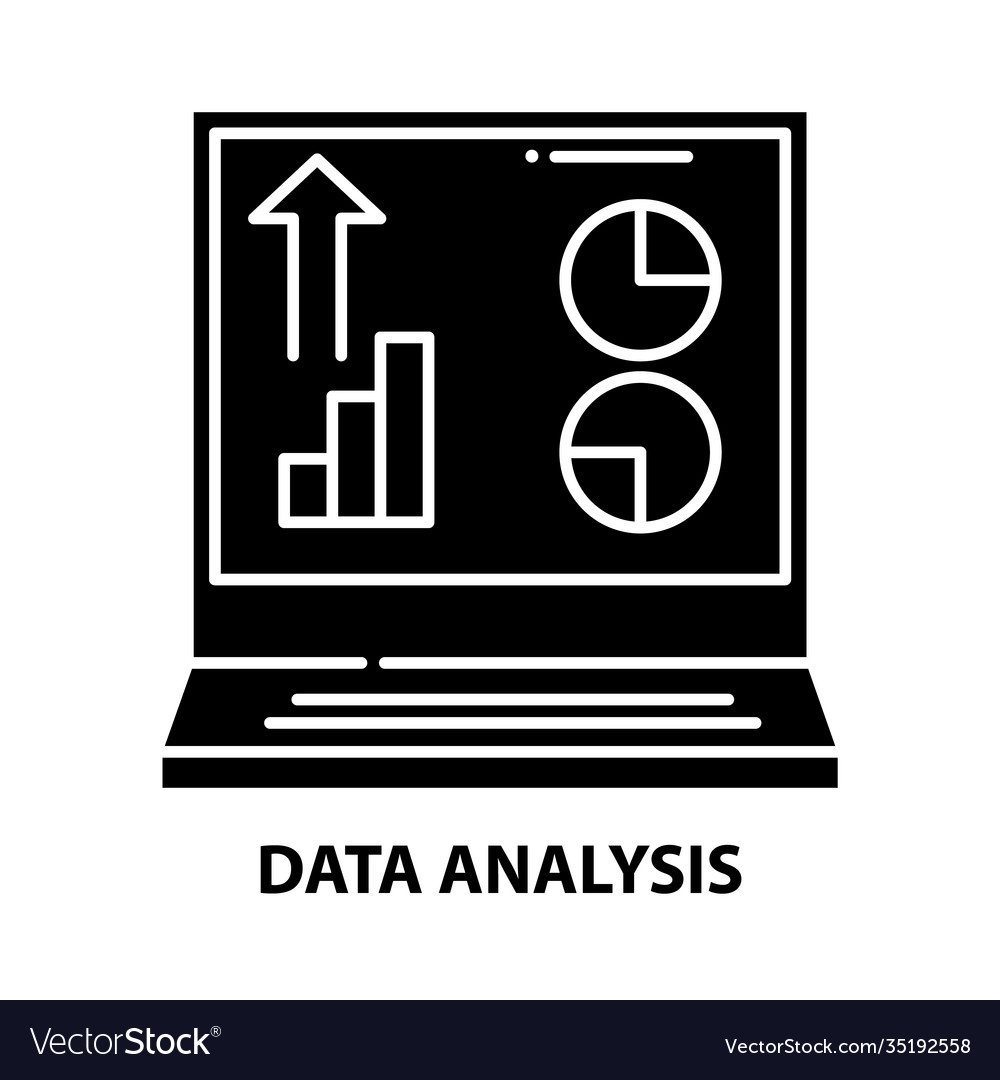 DATA ANALYSIS
VectorStock®
VectorStock.com/35192558